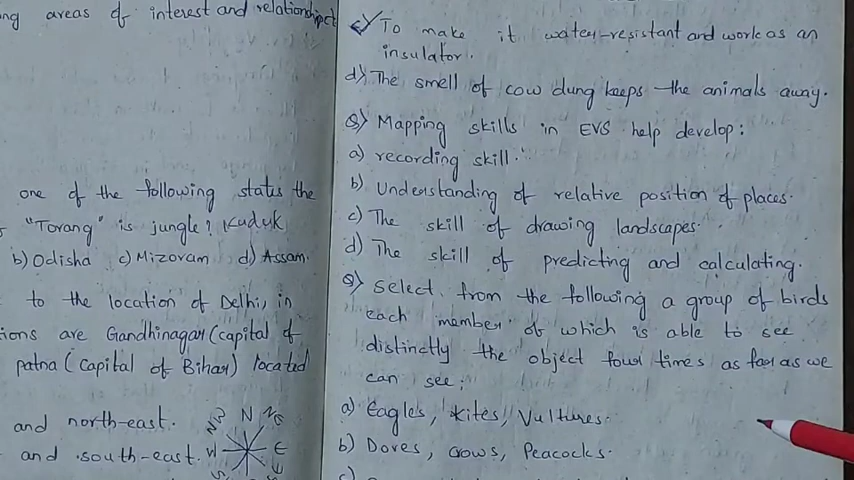 ng areas of interest and relationship
one of the following states the
"Torang" is jungle? Kuduk
b) Odisha c) Mizoram d) Assam.
to the location of Delhi, in
ions are Gandhinagar (capital of
patna (Capital of Bihar) located
and north-east.
and south-east.
N
W
E
c) To make it water-resistant and work as an
insulator.
d) The smell of cow dung keeps the animals away.
Q) Mapping skills in EVS help develop:
a) recording skill.
b) Understanding of relative position of places.
c) The skill of drawing landscapes.
d) The skill of predicting and calculating.
Q) Select from the following a group of birds
each member of which is able to see
distinctly the object four times as far as we
can see:
a) Eagles, kites, Vultures.
b) Doves, crows, Peacocks.
c)